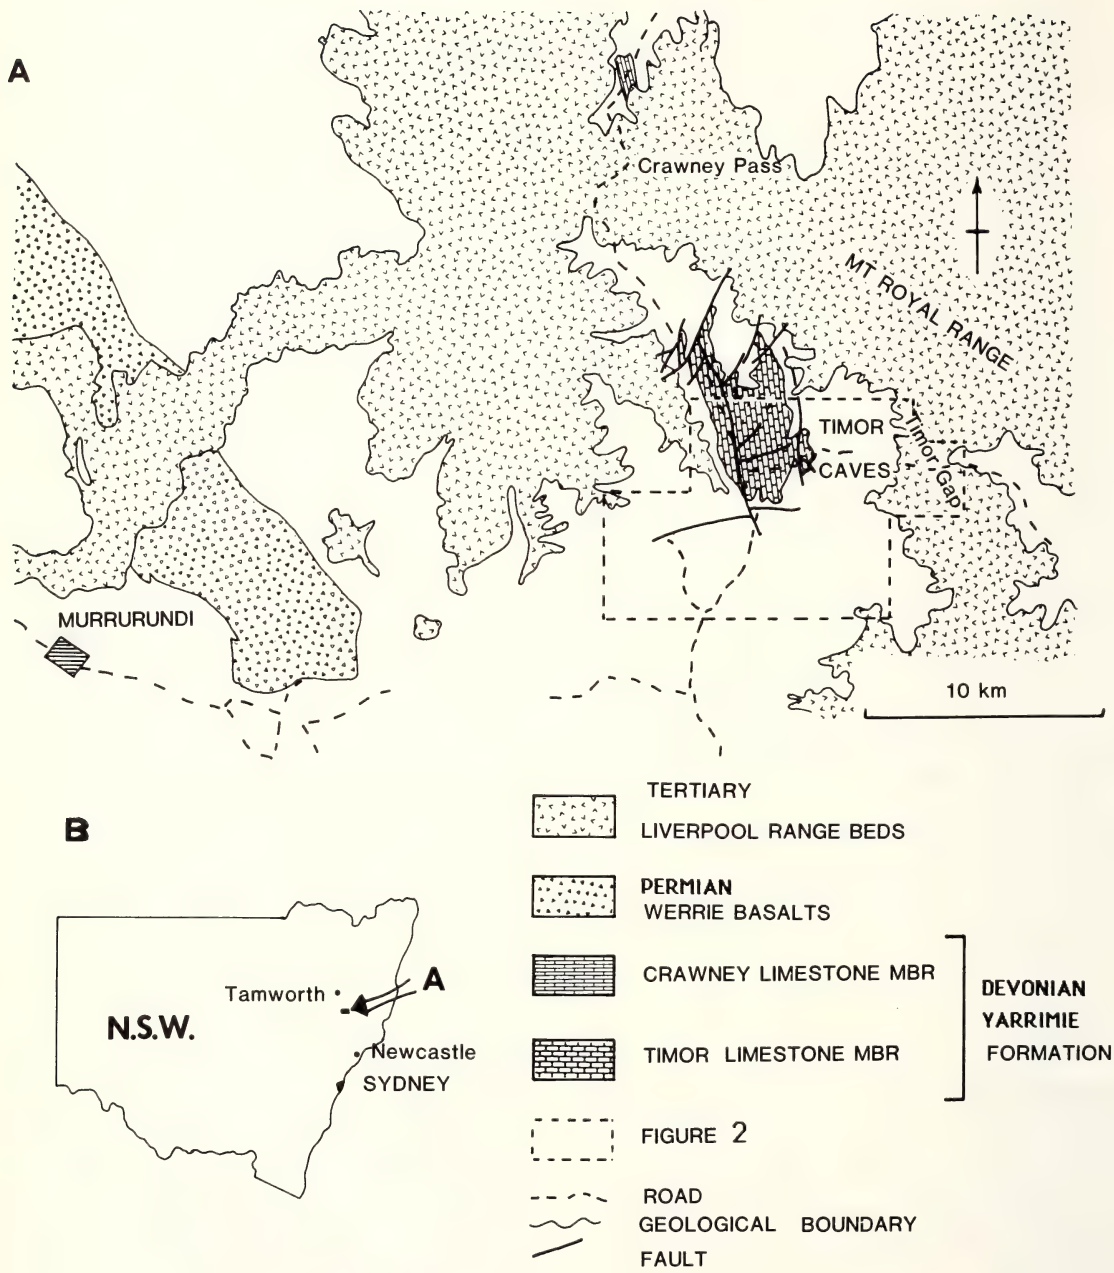 A
Crawney Pass
MT ROYAL RANGE
TIMOR
CAVES
Timor Gap
MURRURUNDI
10 km
B
Tamworth
A
N.S.W.
Newcastle
SYDNEY
TERTIARY
LIVERPOOL RANGE BEDS
PERMIAN
WERRIE BASALTS
CRAWNEY LIMESTONE MBR
TIMOR LIMESTONE MBR
DEVONIAN
YARRIMIE
FORMATION
FIGURE 2
ROAD
GEOLOGICAL BOUNDARY
FAULT